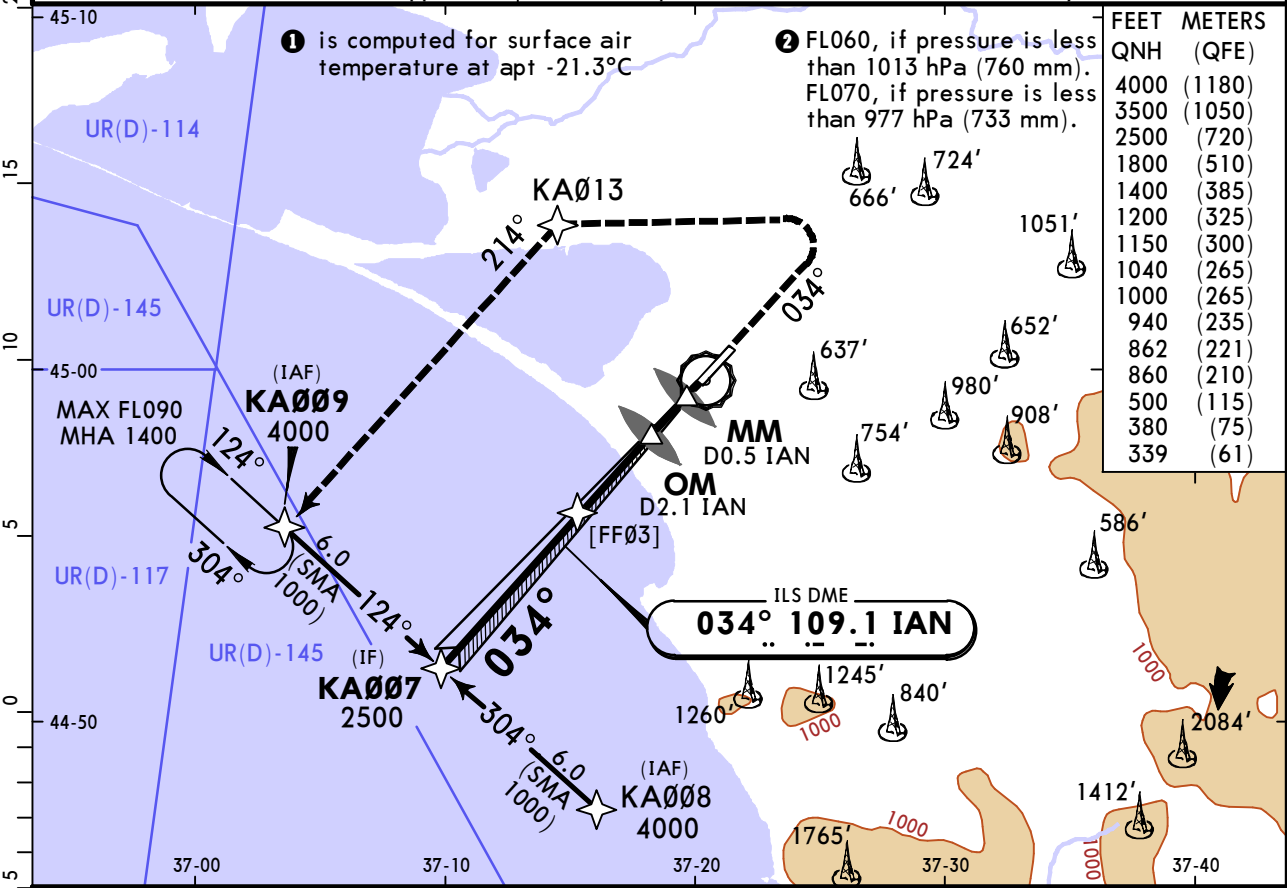 45-10
❶ is computed for surface air
temperature at apt -21.3°C
❷ FL060, if pressure is less
than 1013 hPa (760 mm).
FL070, if pressure is less
than 977 hPa (733 mm).
FEET METERS
QNH (QFE)
4000 (1180)
3500 (1050)
2500 (720)
1800 (510)
1400 (385)
1200 (325)
1150 (300)
1040 (265)
1000 (265)
940 (235)
862 (221)
860 (210)
500 (115)
380 (75)
339 (61)
UR(D)-114
15
KAØ13
214°
666′
724′
1051′
UR(D)-145
034°
10
45-00
637′
652′
(IAF)
KAØØ9
4000
MAX FL090
MHA 1400
124°
980′
908′
MM
D0.5 IAN
754′
OM
D2.1 IAN
5
[FFØ3]
586′
304°
6.0
(SMA
1000)
124°
UR(D)-117
034°
ILS DME
034° 109.1 IAN
UR(D)-145
(IF)
KAØØ7
2500
1000
0
44-50
1260′
1245′
1000
840′
2084′
304°
6.0
(SMA
1000)
(IAF)
KAØØ8
4000
1412′
1765′
1000
1000
5
37-00
37-10
37-20
37-30
37-40